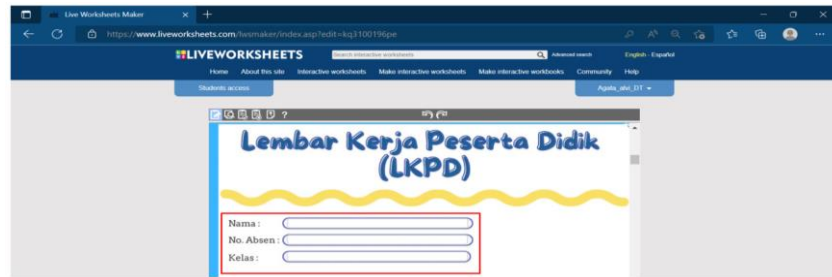 Live Worksheets Maker
https://www.liveworksheets.com/lwsmaker/index.asp?edit=kq3100196pe
LIVEWORKSHEETS
Search interactive worksheets
Advanced search
English - Español
Home About this site Interactive worksheets Make interactive worksheets Make interactive workbooks Community Help
Students access
?
Lembar Kerja Peserta Didik
(LKPD)
Nama :
No. Absen :
Kelas :